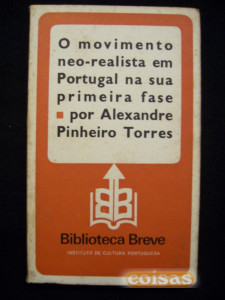 O movimento
neo-realista em
Portugal na sua
primeira fase
por Alexandre
Pinheiro Torres
BB
Biblioteca Breve
INSTITUTO DE CULTURA PORTUGUESA
coisas